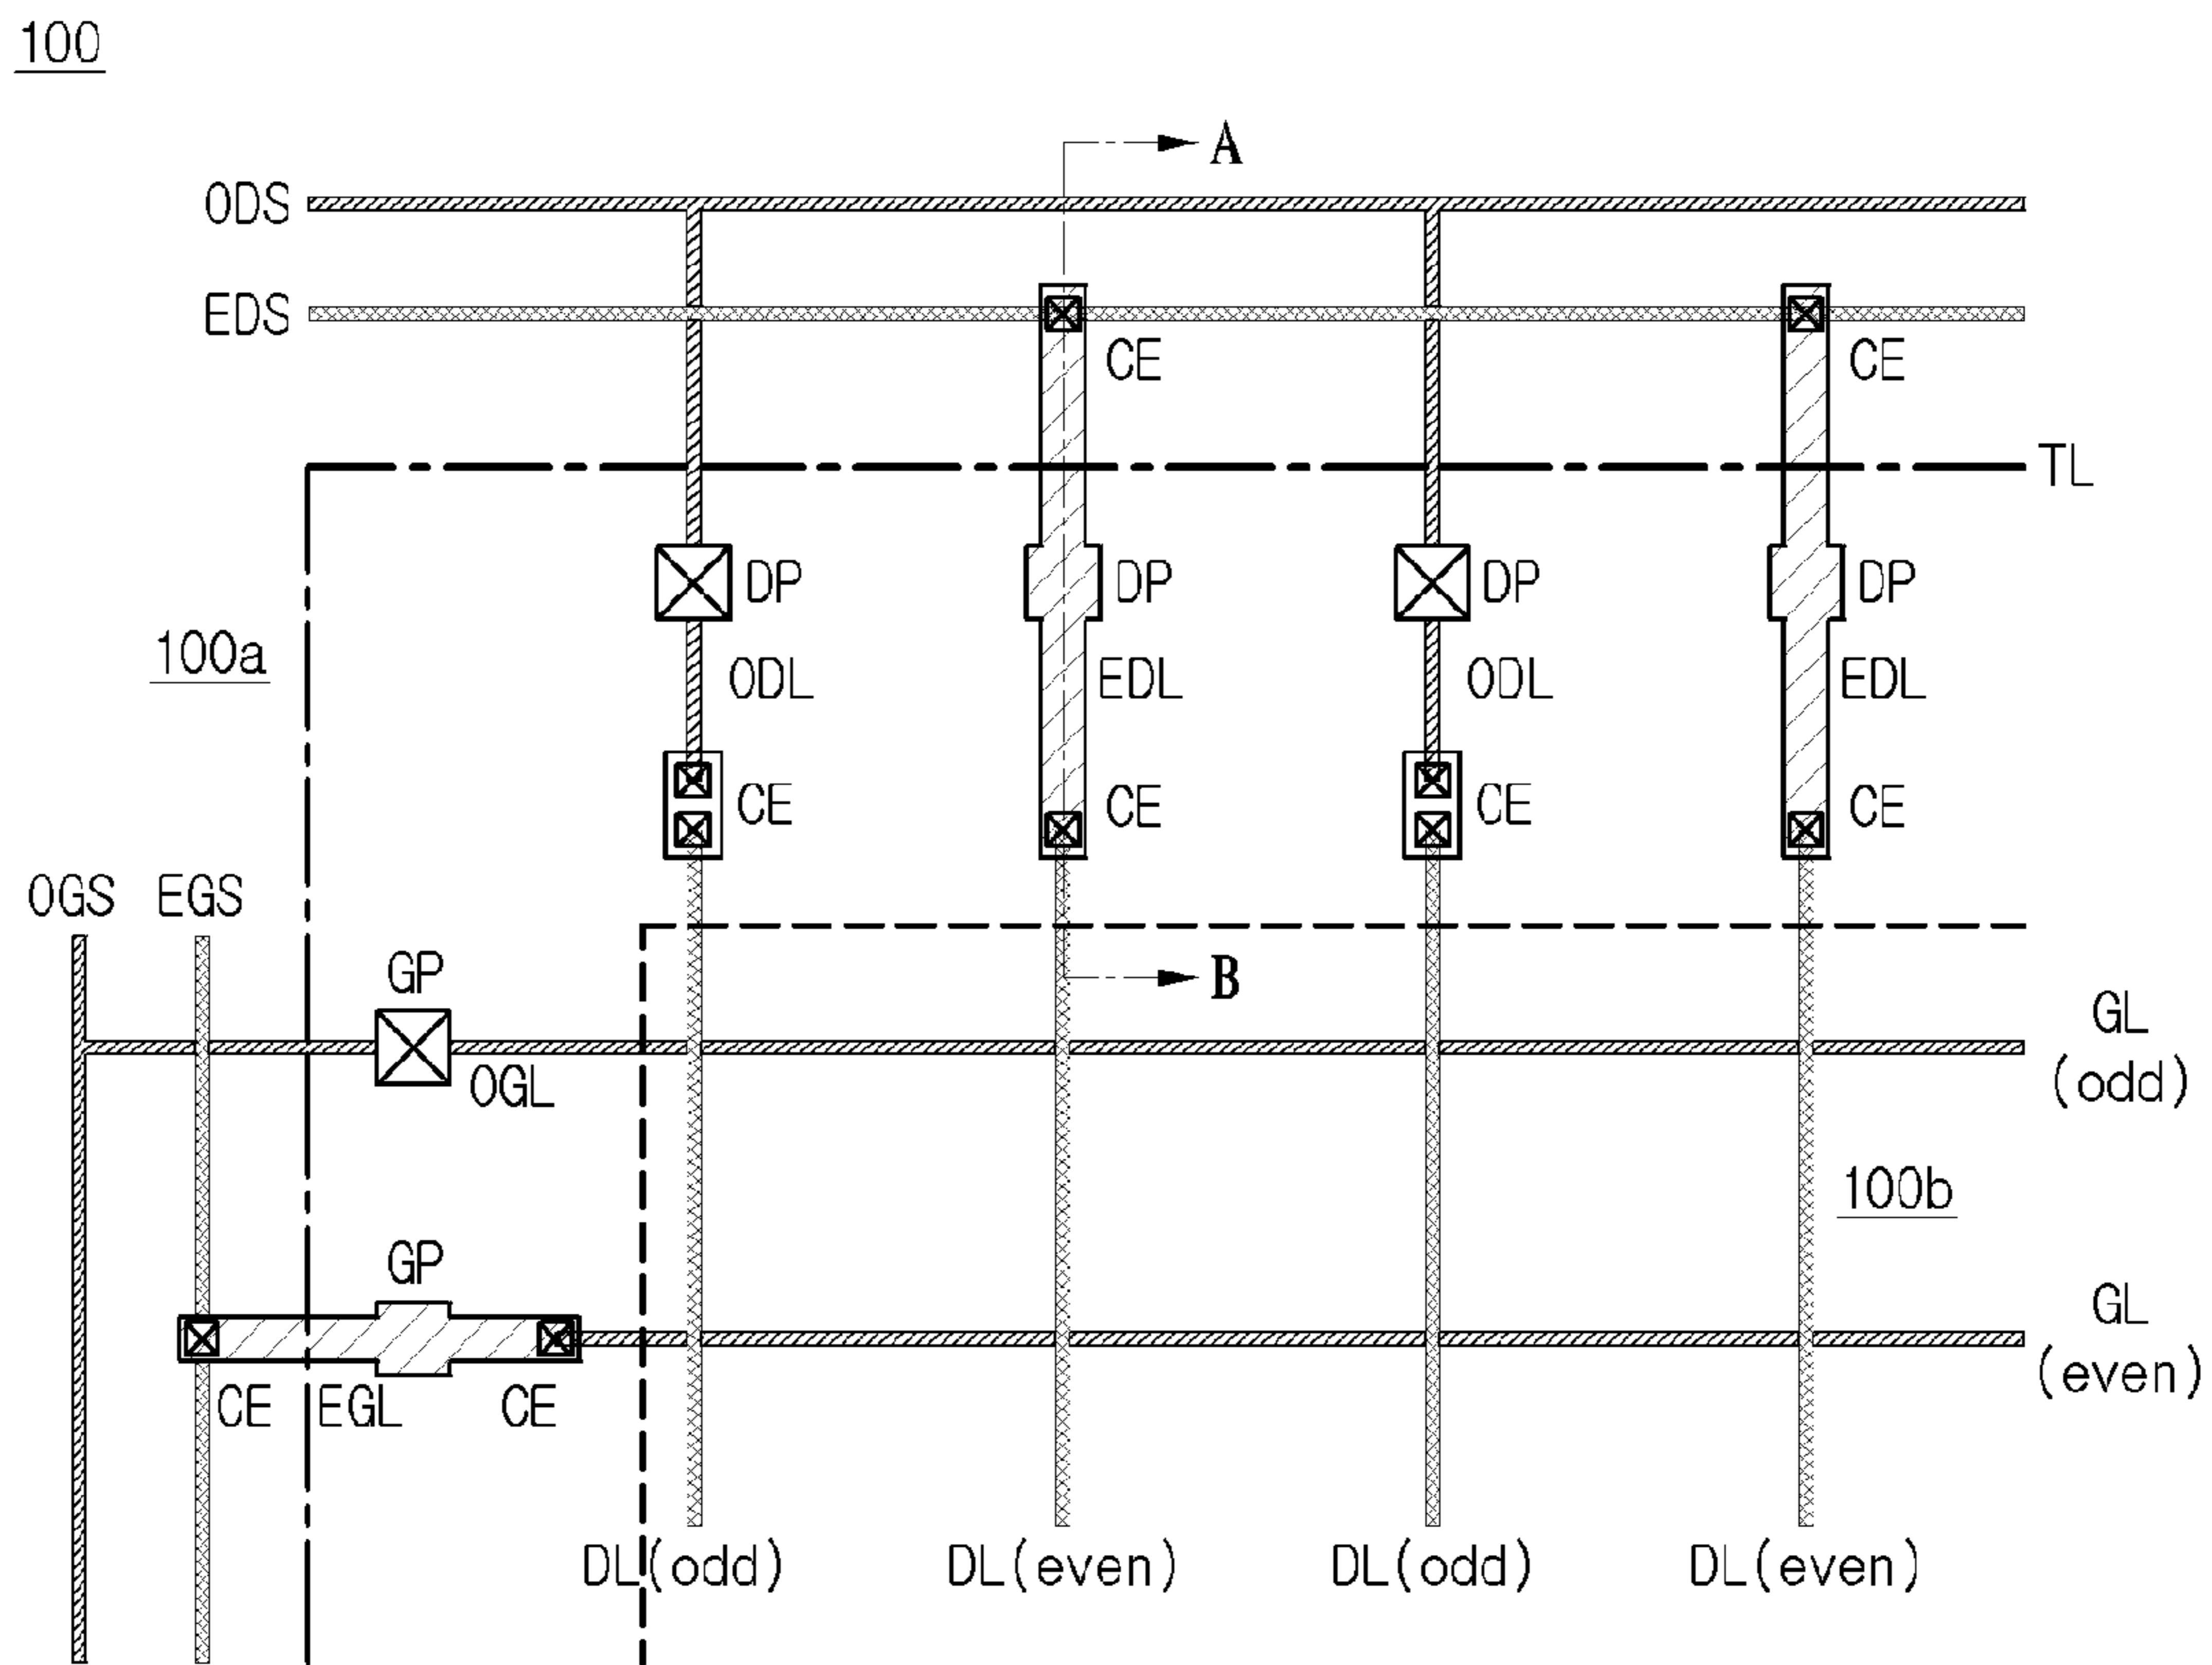 100
A
ODS
EDS
CE CE
TL
DP DP DP DP
100a
ODL EDL ODL EDL
CE CE CE CE
OGS EGS
GP
B
GL
(odd)
OGL
100b
GP
GL
(even)
CE EGL CE
DL(odd) DL(even) DL(odd) DL(even)